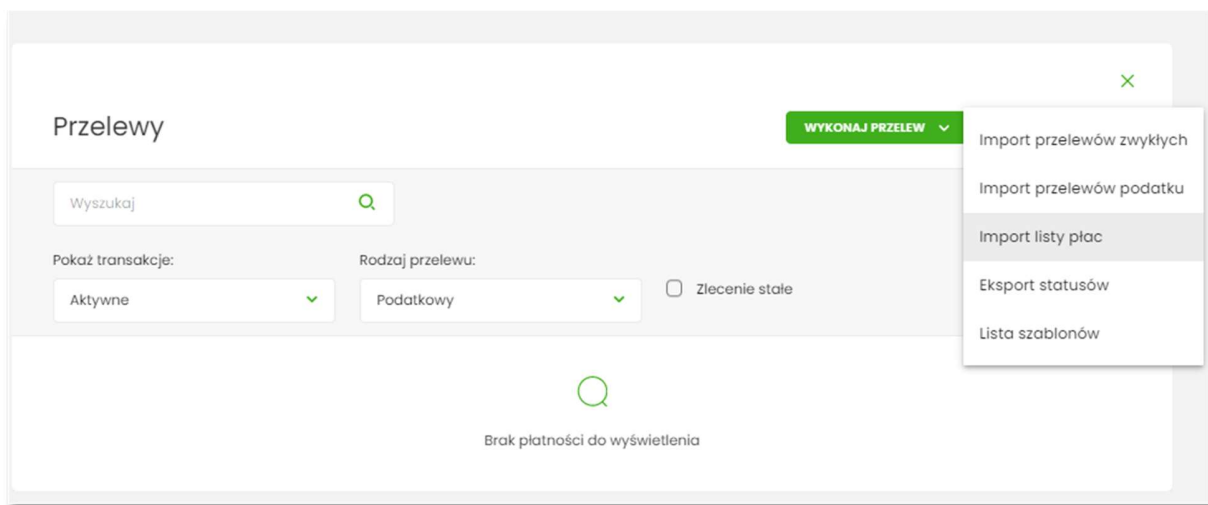 Przelewy
WYKONAJ PRZELEW
Import przelewów zwykłych
Import przelewów podatku
Import listy płac
Eksport statusów
Lista szablonów
Wyszukaj
Pokaż transakcje:
Rodzaj przelewu:
Aktywne
Podatkowy
Zlecenie stałe
Brak płatności do wyświetlenia